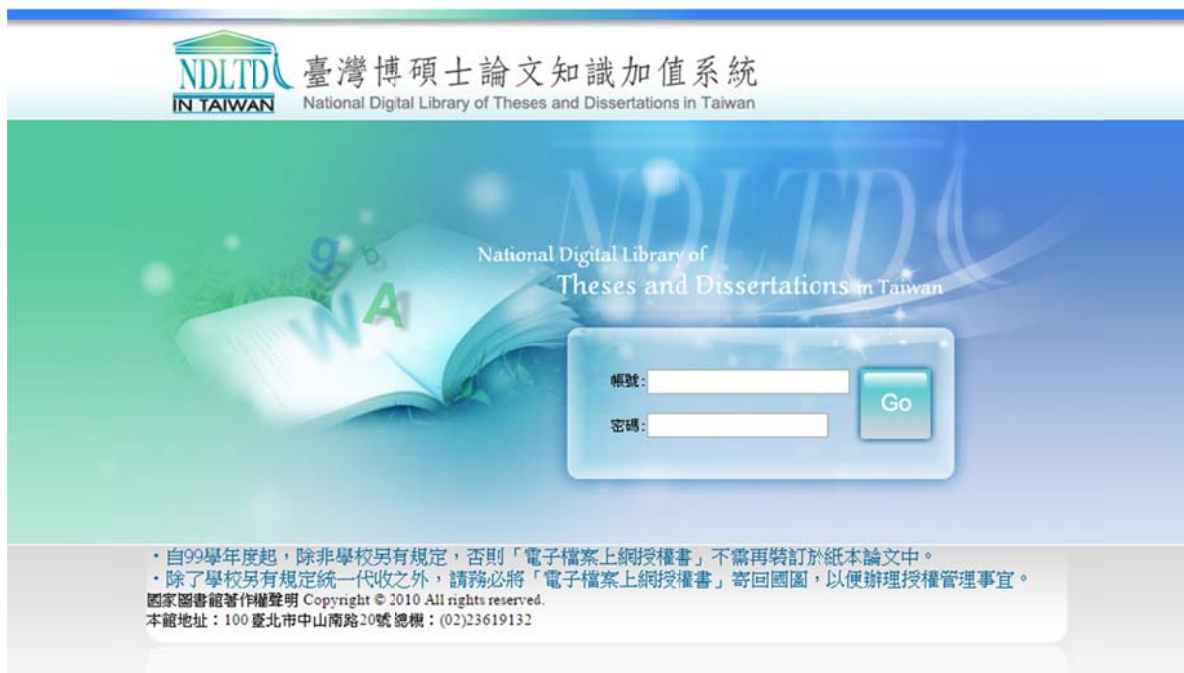 NDLTD
IN TAIWAN
臺灣博碩士論文知識加值系統
National Digital Library of Theses and Dissertations in Taiwan
NDLTD
g b
W A
National Digital Library of
Theses and Dissertations in Taiwan
帳號:
密碼:
Go
・自99學年度起,除非學校另有規定,否則「電子檔案上網授權書」不需再裝訂於紙本論文中。
・除了學校另有規定統一代收之外,請務必將「電子檔案上網授權書」寄回國圖,以便辦理授權管理事宜。
国家圖書館著作權聲明 Copyright © 2010 All rights reserved.
本館地址:100 臺北市中山南路20號 總機:(02)23619132